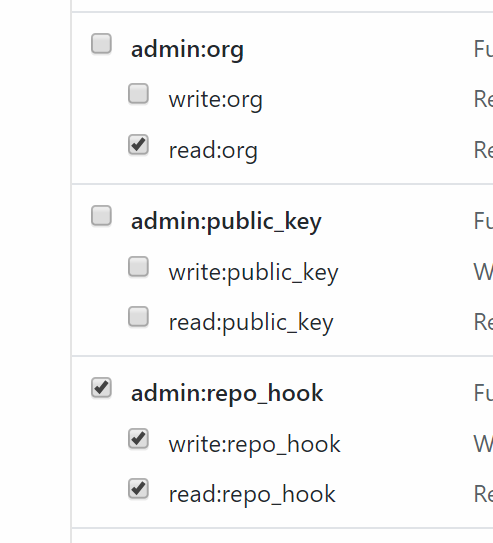 admin:org Fu
write:org Re
read:org Re
admin:public_key Fu
write:public_key W
read:public_key Re
admin:repo_hook Fu
write:repo_hook W
read:repo_hook Re